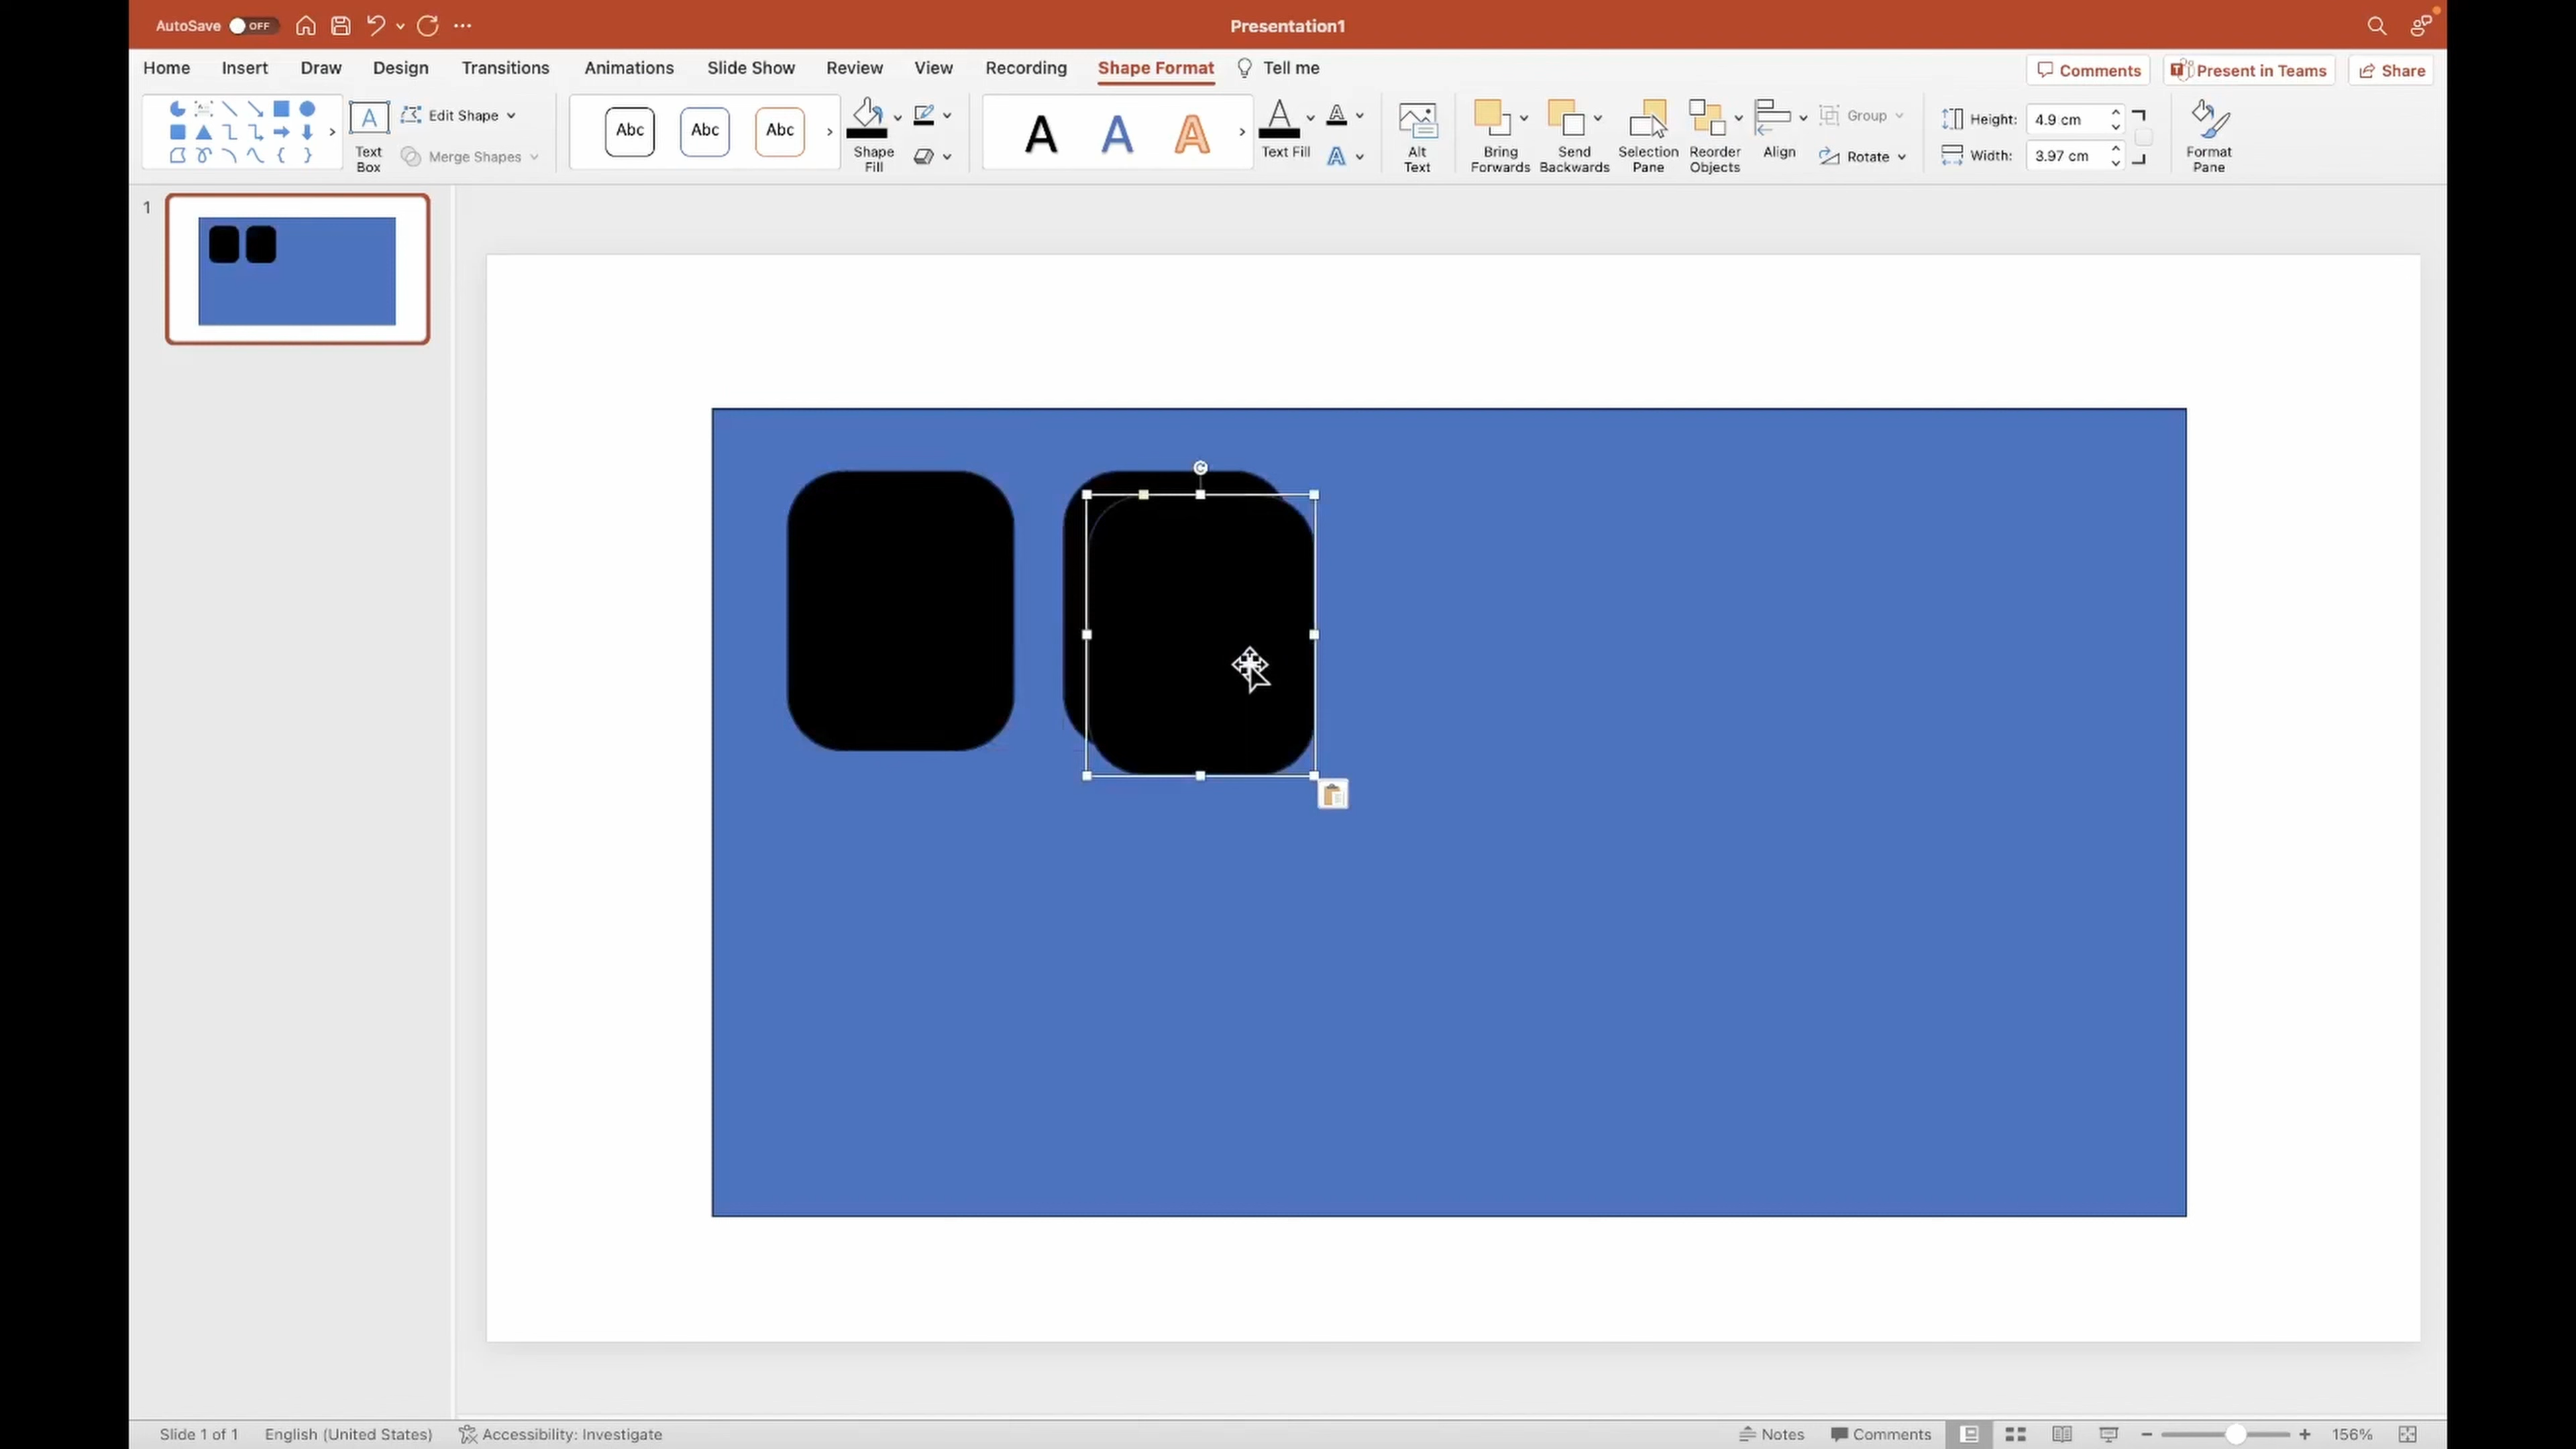 AutoSave OFF Presentation1
Home Insert Draw Design Transitions Animations Slide Show Review View Recording Shape Format Tell me Comments Present in Teams Share
Text Box
Edit Shape
Merge Shapes
Abc Abc Abc
Shape Fill
A A A
Text Fill
Alt Text
Bring Forwards
Send Backwards
Selection Pane
Reorder Objects
Align
Group
Rotate
Height: 4.9 cm
Width: 3.97 cm
Format Pane
1
Slide 1 of 1 English (United States) Accessibility: Investigate Notes Comments 156%